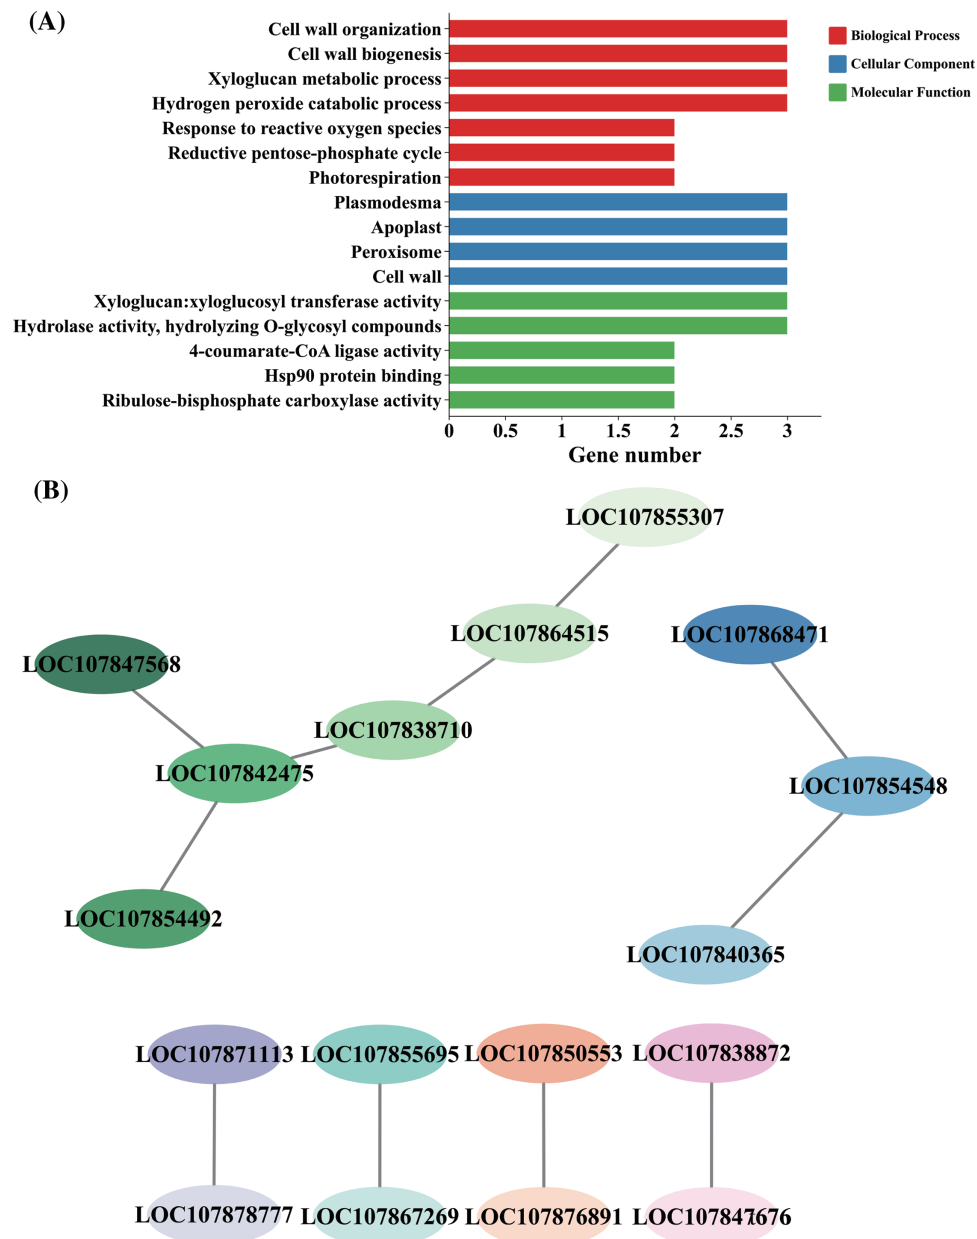 (A)
Cell wall organization
Cell wall biogenesis
Xyloglucan metabolic process
Hydrogen peroxide catabolic process
Response to reactive oxygen species
Reductive pentose-phosphate cycle
Photorespiration
Plasmodesma
Apoplast
Peroxisome
Cell wall
Xyloglucan:xyloglucosyl transferase activity
Hydrolase activity, hydrolyzing O-glycosyl compounds
4-coumarate-CoA ligase activity
Hsp90 protein binding
Ribulose-bisphosphate carboxylase activity
0 0.5 1 1.5 2 2.5 3
Gene number
Biological Process
Cellular Component
Molecular Function
(B)
LOC107855307
LOC107864515
LOC107868471
LOC107847568
LOC107838710
LOC107842475
LOC107854548
LOC107854492
LOC107840365
LOC107871113 LOC107855695 LOC107850553 LOC107838872
LOC107878777 LOC107867269 LOC107876891 LOC107847676